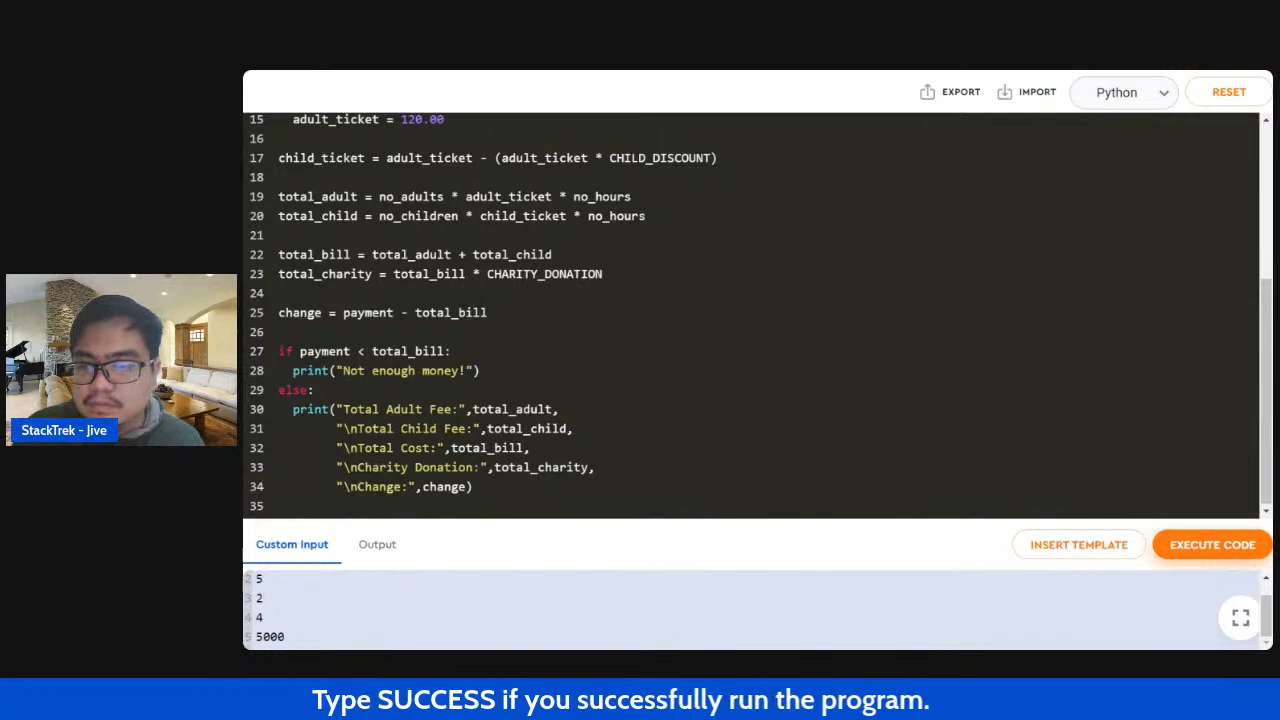 EXPORT IMPORT Python RESET
15 adult_ticket = 120.00
16
17 child_ticket = adult_ticket - (adult_ticket * CHILD_DISCOUNT)
18
19 total_adult = no_adults * adult_ticket * no_hours
20 total_child = no_children * child_ticket * no_hours
21
22 total_bill = total_adult + total_child
23 total_charity = total_bill * CHARITY_DONATION
24
25 change = payment - total_bill
26
27 if payment < total_bill:
28 print("Not enough money!")
29 else:
30 print("Total Adult Fee:",total_adult,
31 "\nTotal Child Fee:",total_child,
32 "\nTotal Cost:",total_bill,
33 "\nCharity Donation:",total_charity,
34 "\nChange:",change)
35
StackTrek - Jive
Custom Input Output INSERT TEMPLATE EXECUTE CODE
2 5
3 2
4 4
5 5000
Type SUCCESS if you successfully run the program.